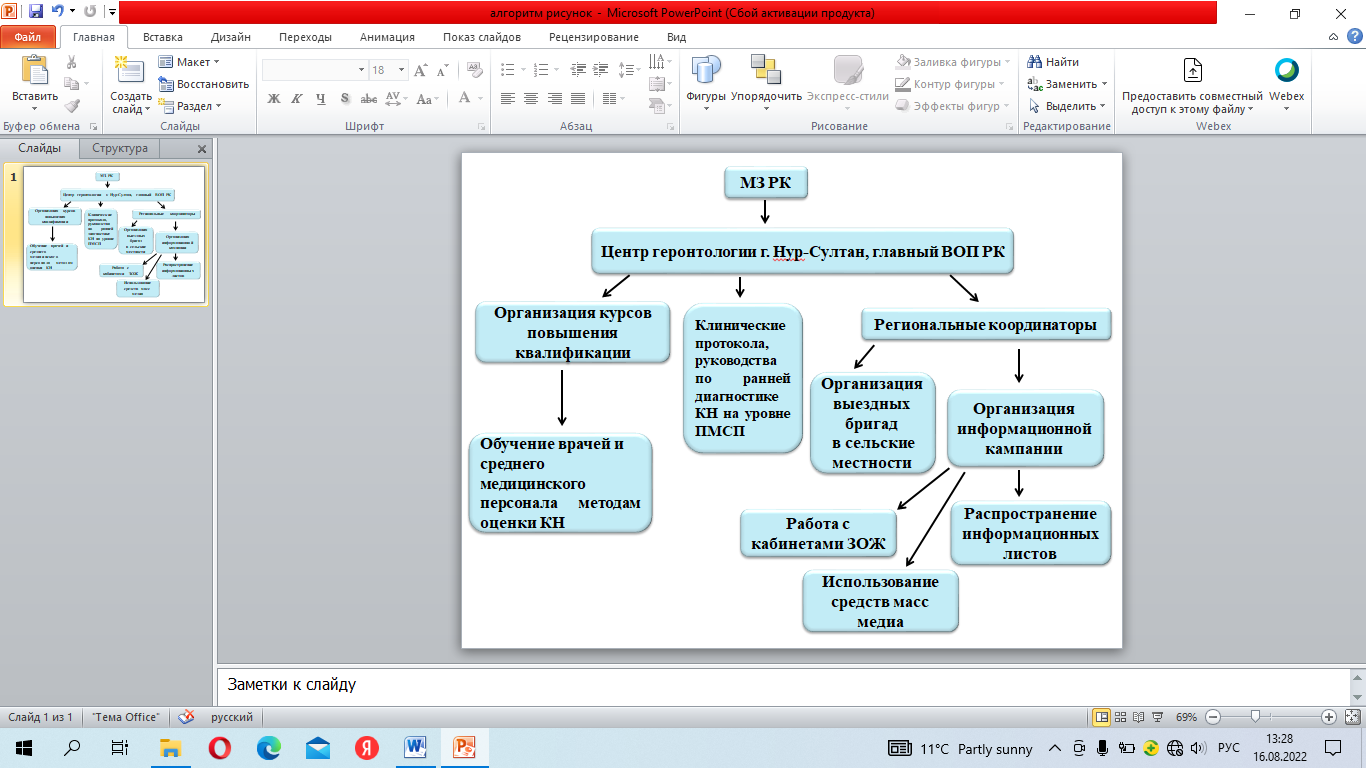 алгоритм рисунок - Microsoft PowerPoint (Сбой активации продукта)
Файл Главная Вставка Дизайн Переходы Анимация Показ слайдов Рецензирование Вид
Вставить
Буфер обмена
Создать слайд
Макет
Восстановить
Раздел
Слайды
18
Ж К Ч S abc AV Aa А
Шрифт
Абзац
Фигуры
Упорядочить
Экспресс-стили
Заливка фигуры
Контур фигуры
Эффекты фигур
Рисование
Найти
Заменить
Выделить
Редактирование
Предоставить совместный
доступ к этому файлу
Webex
Webex
Слайды Структура
1
МЗ РК
Центр геронтологии г. Нур-Султан, главный ВОП РК
Организация курсов
повышения
квалификации
Клинические
протокола,
руководства
по ранней
диагностике
КН на уровне
ПМСП
Региональные координаторы
Организация
выездных
бригад
в сельские
местности
Организация
информационной
кампании
Обучение врачей и
среднего
медицинского
персонала методам
оценки КН
Работа с
кабинетами ЗОЖ
Распространение
информационных
листов
Использование
средств масс
медиа
Заметки к слайду
Слайд 1 из 1 "Тема Office" русский 69%
11°C Partly sunny РУС
13:28
16.08.2022